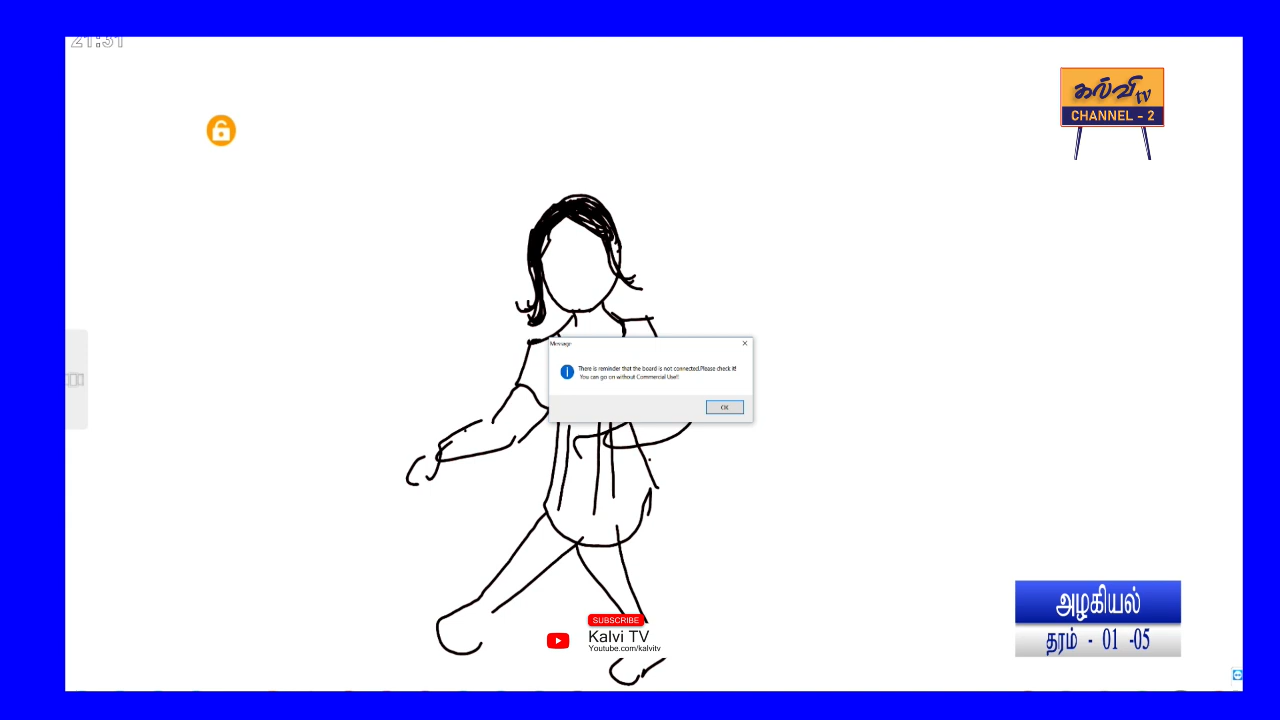 21:31
கல்வி tv
CHANNEL - 2
Message
There is reminder that the board is not connected.Please check it!
You can go on without Commercial Use!!
OK
SUBSCRIBE
Kalvi TV
Youtube.com/kalvitv
அழகியல்
தரம் - 01 -05